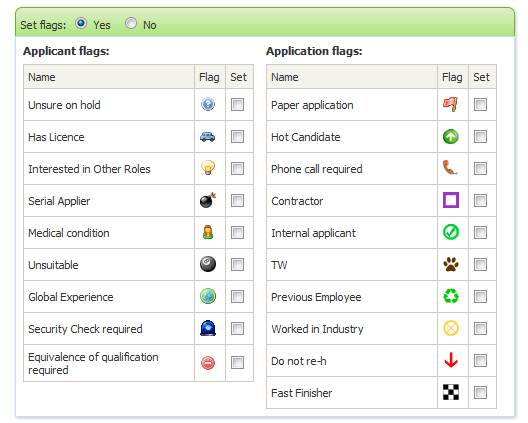 Set flags: Yes No
Applicant flags:
Name Flag Set
Unsure on hold
Has Licence
Interested in Other Roles
Serial Applier
Medical condition
Unsuitable
Global Experience
Security Check required
Equivalence of qualification
required
Application flags:
Name Flag Set
Paper application
Hot Candidate
Phone call required
Contractor
Internal applicant
TW
Previous Employee
Worked in Industry
Do not re-h
Fast Finisher